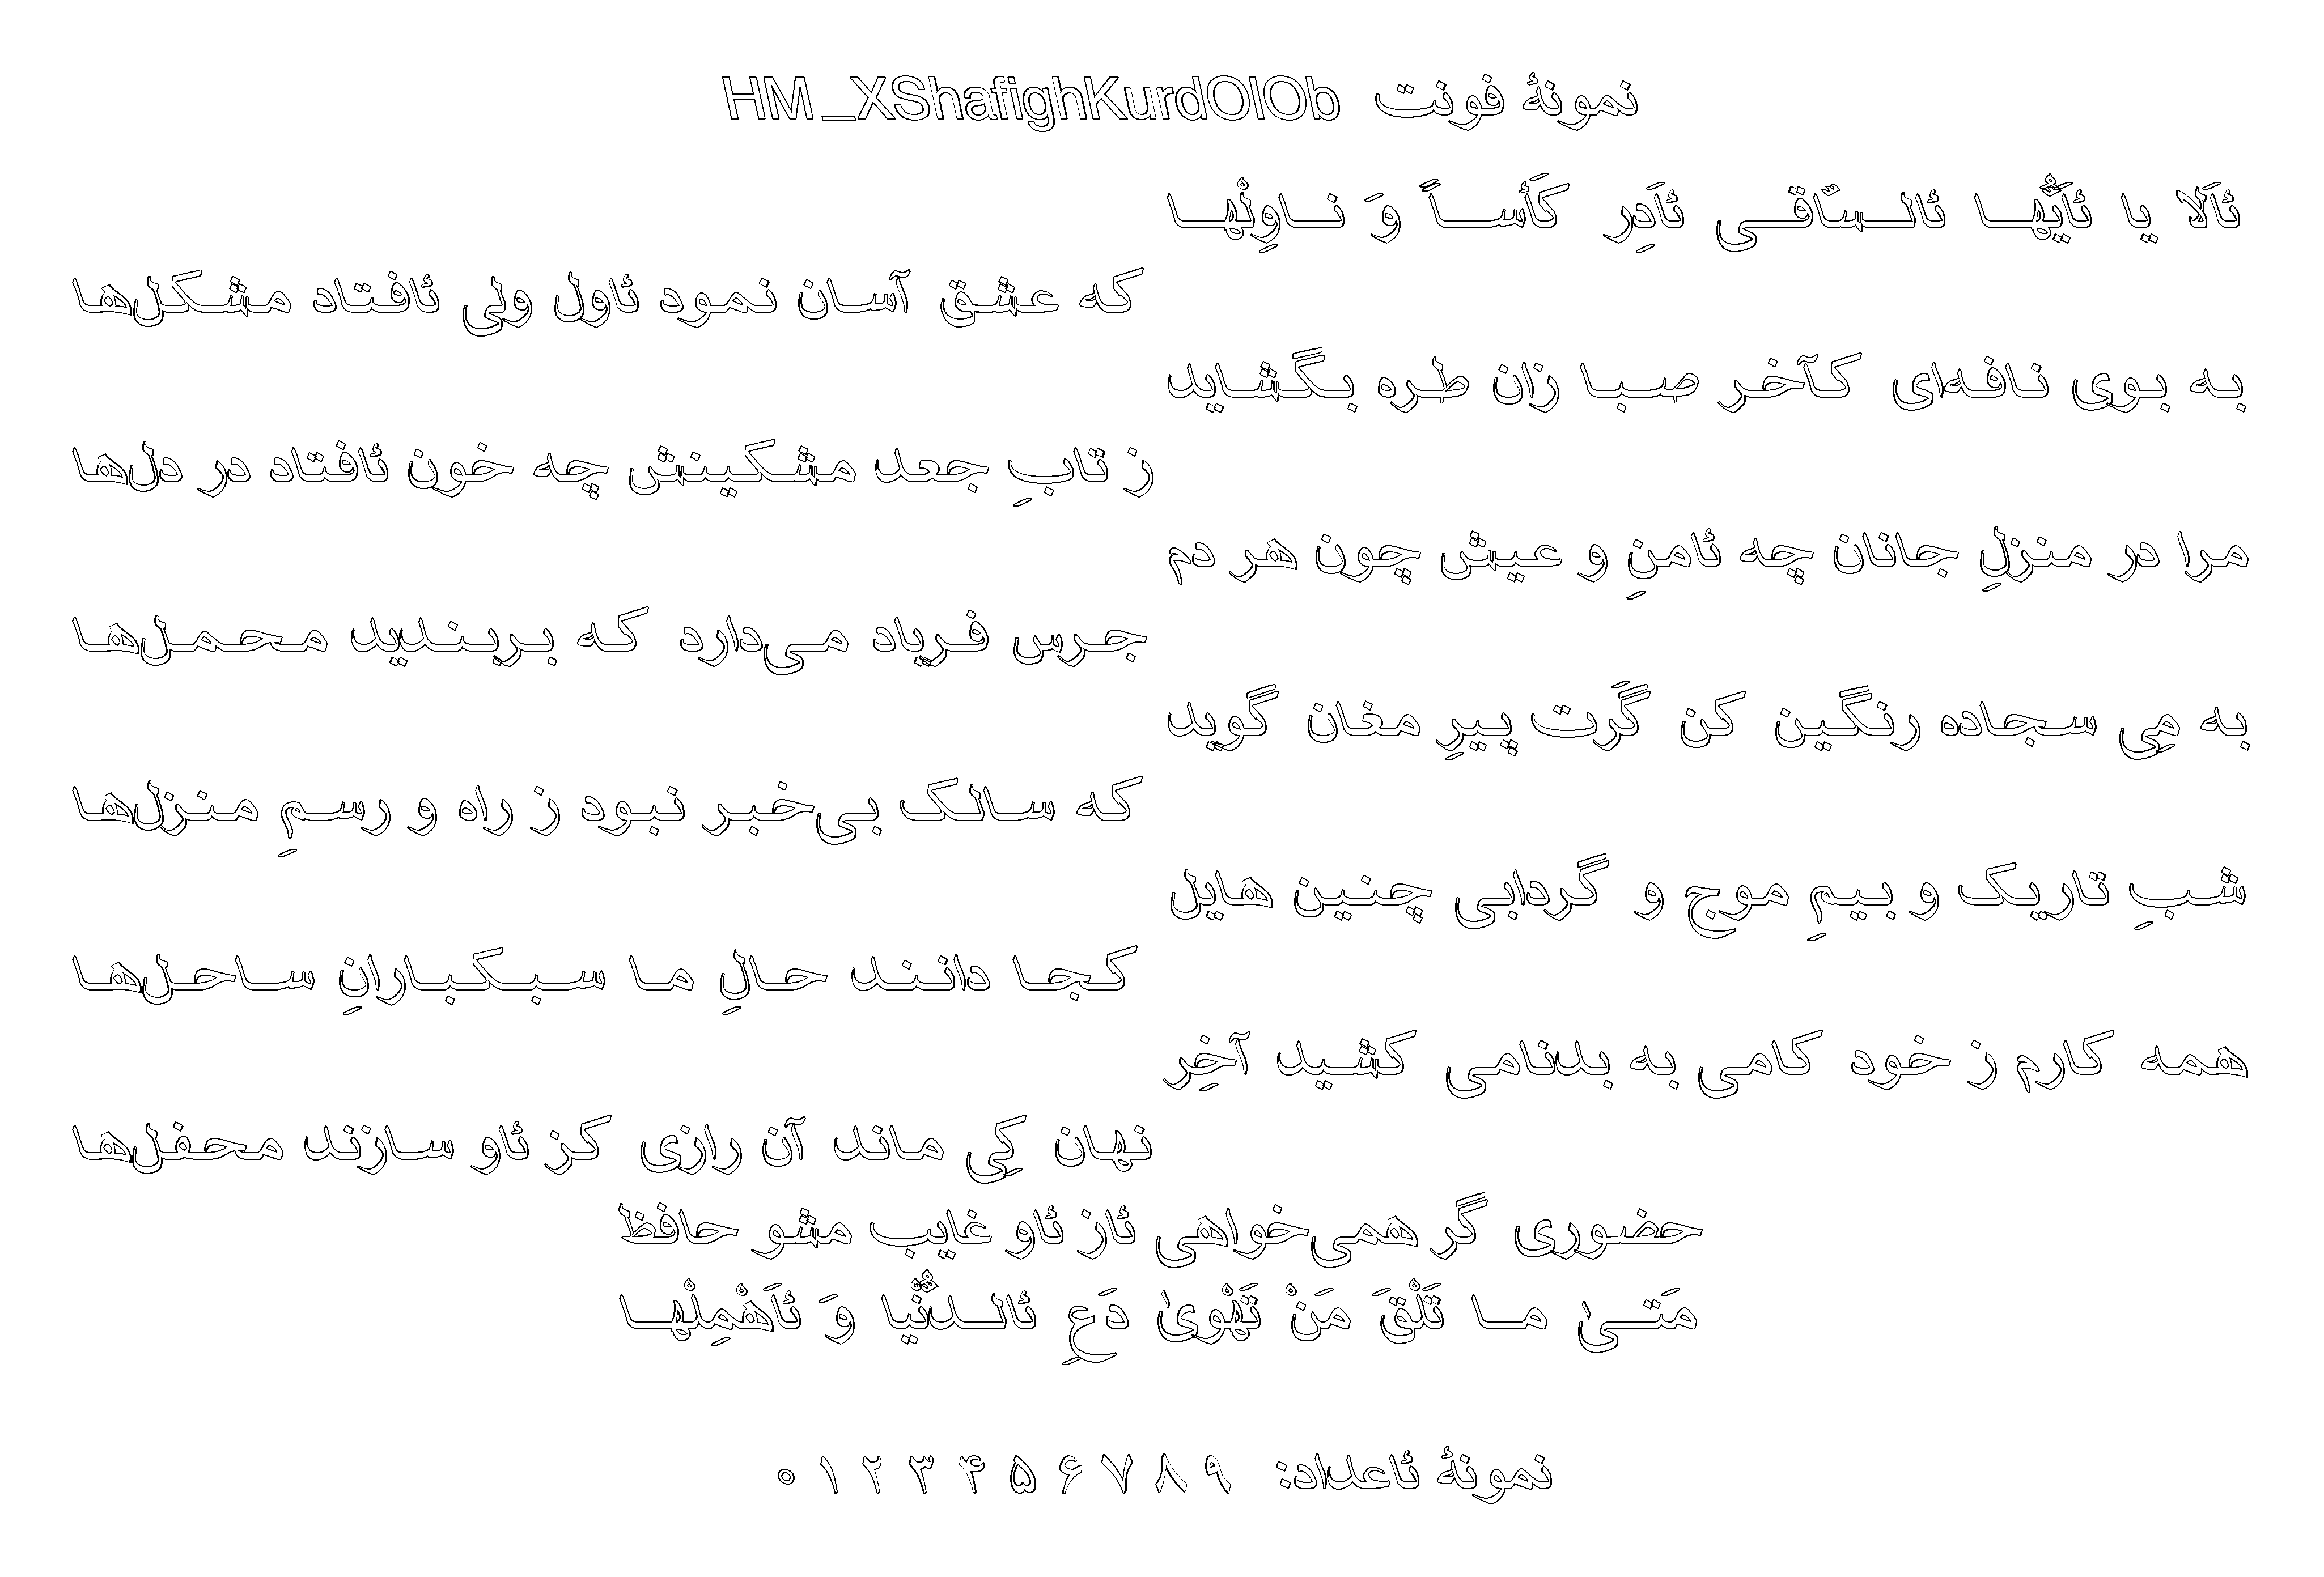 نمونهٔ فونت HM_XShafighKurdOlOb
ئَالا یا ئَایُّها ئالسّاقی ئَادِر کَأساً وَ ناوِلْها
که عشق آسان نمود ئاول ولی ئافتاد مشکل‌ها
به بوی نافه‌ای کآخر صبا زان طره بگشاید
ز تابِ جعد مشکینش چه خون ئافتاد در دل‌ها
مرا در منزلِ جانان چه ئامنِ و عیش چون هر دم
جرس فریاد می‌دارد که بربندید محمل‌ها
به مِی سجاده رنگین کن گَرت پیرِ مغان گوید
که سالک بی‌خبر نبود ز راه و رسمِ منزل‌ها
شبِ تاریک و بیمِ موج و گردابی چنین هایل
کجا دانند حالِ ما سبکبارانِ ساحل‌ها
همه کارم ز خود کامی به بدنامی کشید آخِر
نهان کِی ماند آن رازی کز ئاو سازند محفل‌ها
حضوری گر همی‌خواهی ئاز ئاو غایب مشو حافظ
مَتیٰ ما تَلْقَ مَنْ تَهْویٰ دَعِ ئالدُّنْیا وَ ئَاهْمِلْها
نمونهٔ ئاعداد: ۹ ۸ ۷ ۶ ۵ ۴ ۳ ۲ ۱ ۰